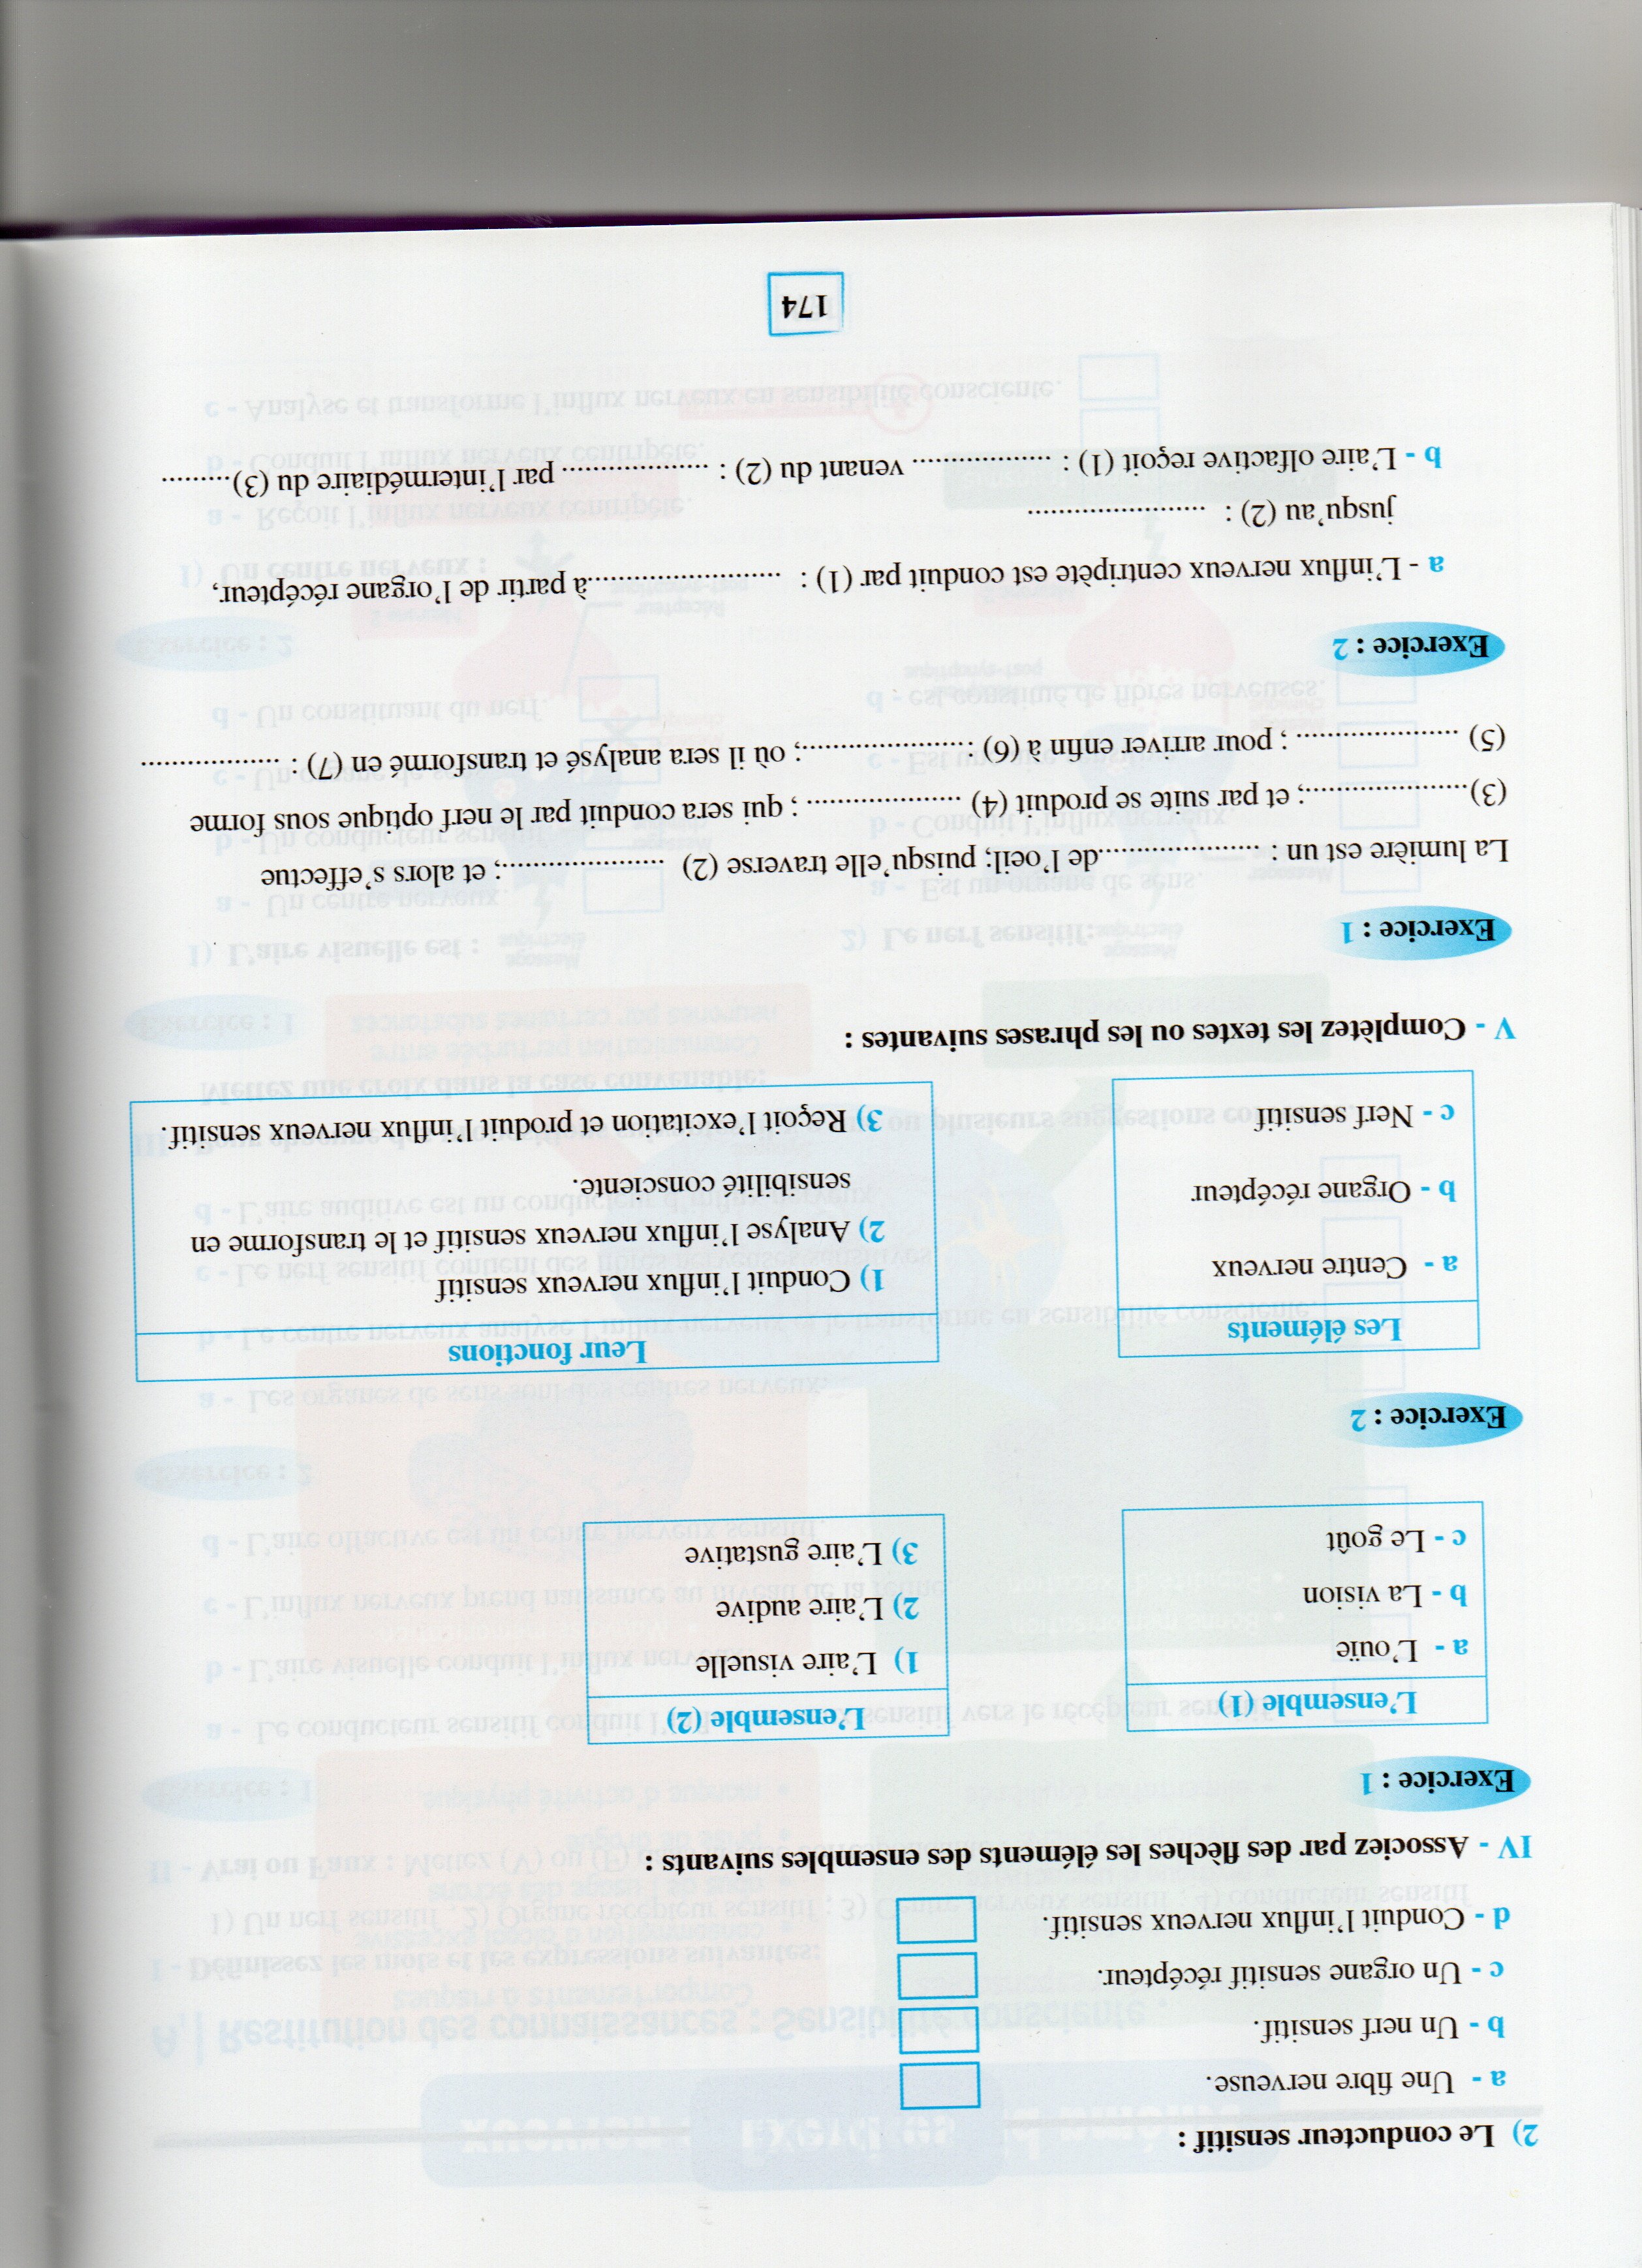 2) Le conducteur sensitif :
a - Une fibre nerveuse.
b - Un nerf sensitif.
c - Un organe sensitif récépteur.
d - Conduit l'influx nerveux sensitif.
IV - Associez par des flèches les éléments des ensembles suivants :
Exercice : 1
L'ensemble (1)
a - L'ouïe
b - La vision
c - Le goût
L'ensemble (2)
1) L'aire visuelle
2) L'aire audive
3) L'aire gustative
Exercice : 2
Les éléments
a - Centre nerveux
b - Organe récépteur
c - Nerf sensitif
Leur fonctions
1) Conduit l'influx nerveux sensitif
2) Analyse l'influx nerveux sensitif et le transforme en
sensibilité consciente.
3) Reçoit l'excitation et produit l'influx nerveux sensitif.
V - Complètez les textes ou les phrases suivantes :
Exercice : 1
La lumière est un : .....................de l'oeil; puisqu'elle traverse (2) .....................; et alors s'effectue
(3).....................; et par suite se produit (4) .................... ; qui sera conduit par le nerf optique sous forme
(5) ..................... ; pour arriver enfin à (6) :.....................; où il sera analysé et transformé en (7) : ..................
Exercice : 2
a - L'influx nerveux centripète est conduit par (1) : .........................à partir de l'organe récépteur,
jusqu'au (2) : .......................
b - L'aire olfactive reçoit (1) : .................. venant du (2) : ................... par l'intermédiaire du (3).........
174